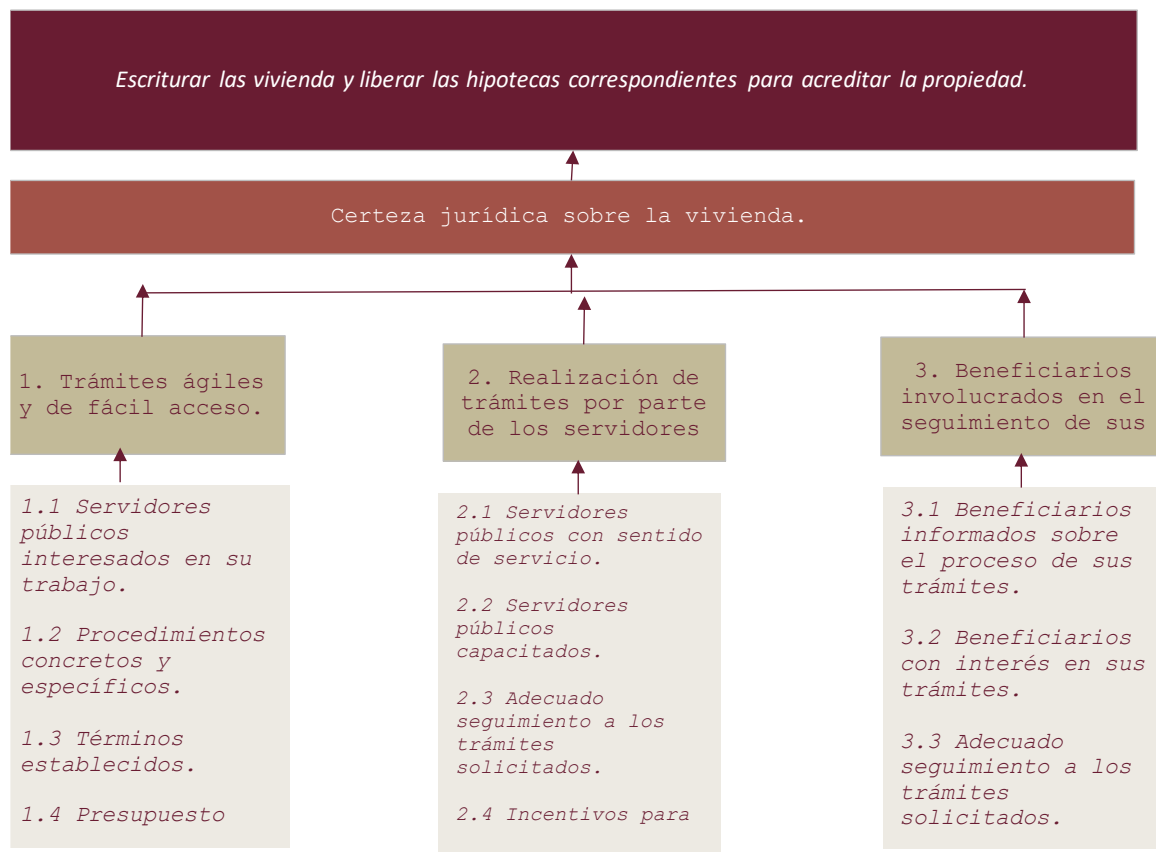 Escriturar las vivienda y liberar las hipotecas correspondientes para acreditar la propiedad.
Certeza jurídica sobre la vivienda.
1. Trámites ágiles
y de fácil acceso.
2. Realización de
trámites por parte
de los servidores
3. Beneficiarios
involucrados en el
seguimiento de sus
1.1 Servidores
públicos
interesados en su
trabajo.
1.2 Procedimientos
concretos y
específicos.
1.3 Términos
establecidos.
1.4 Presupuesto
2.1 Servidores
públicos con sentido
de servicio.
2.2 Servidores
públicos
capacitados.
2.3 Adecuado
seguimiento a los
trámites
solicitados.
2.4 Incentivos para
3.1 Beneficiarios
informados sobre
el proceso de sus
trámites.
3.2 Beneficiarios
con interés en sus
trámites.
3.3 Adecuado
seguimiento a los
trámites
solicitados.